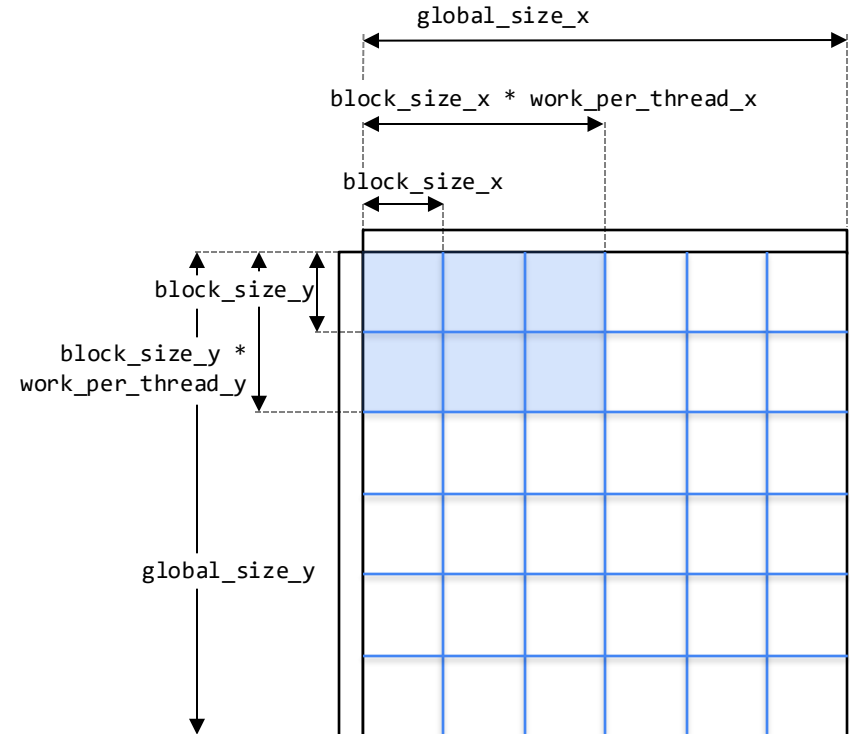 global_size_x
block_size_x * work_per_thread_x
block_size_x
block_size_y
block_size_y *
work_per_thread_y
global_size_y